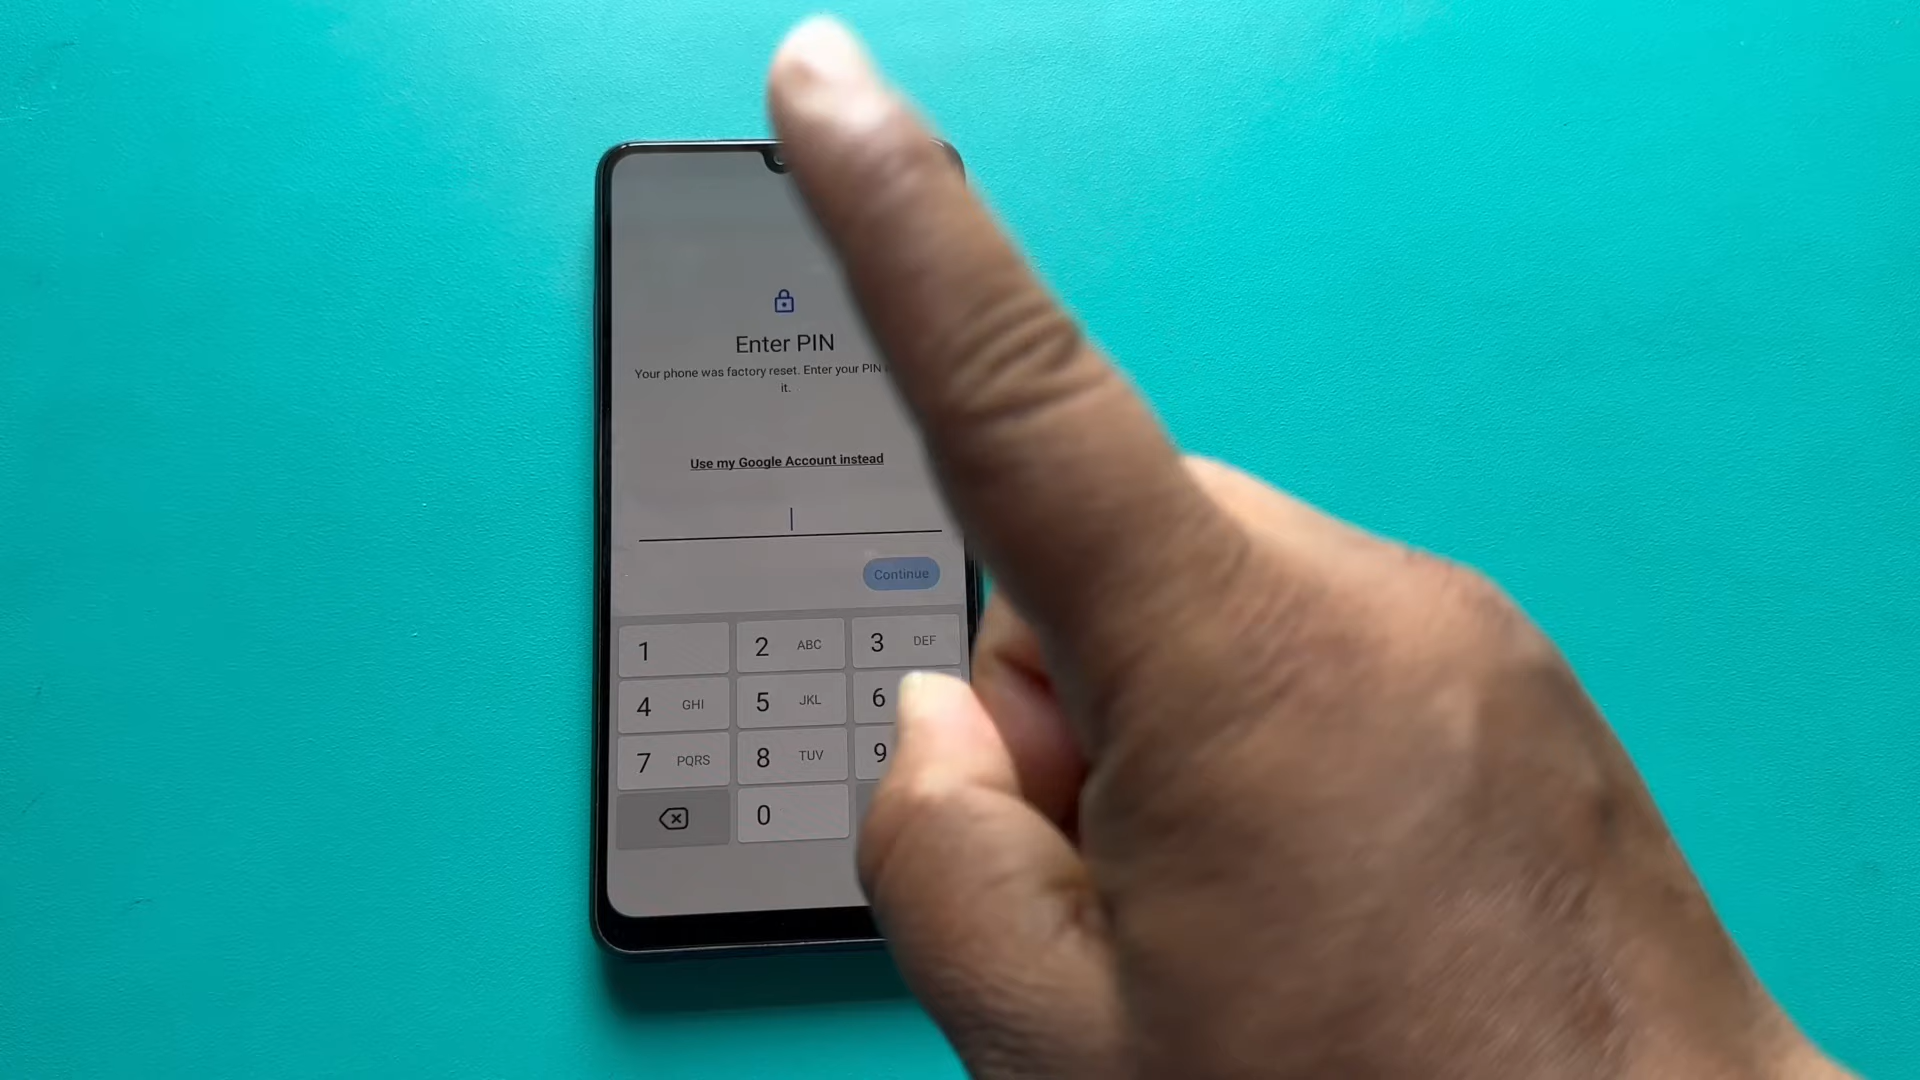 Enter PIN
Your phone was factory reset. Enter your PIN
it.
Use my Google Account instead
Continue
1
2 ABC
3 DEF
4 GHI
5 JKL
6
7 PQRS
8 TUV
9
0